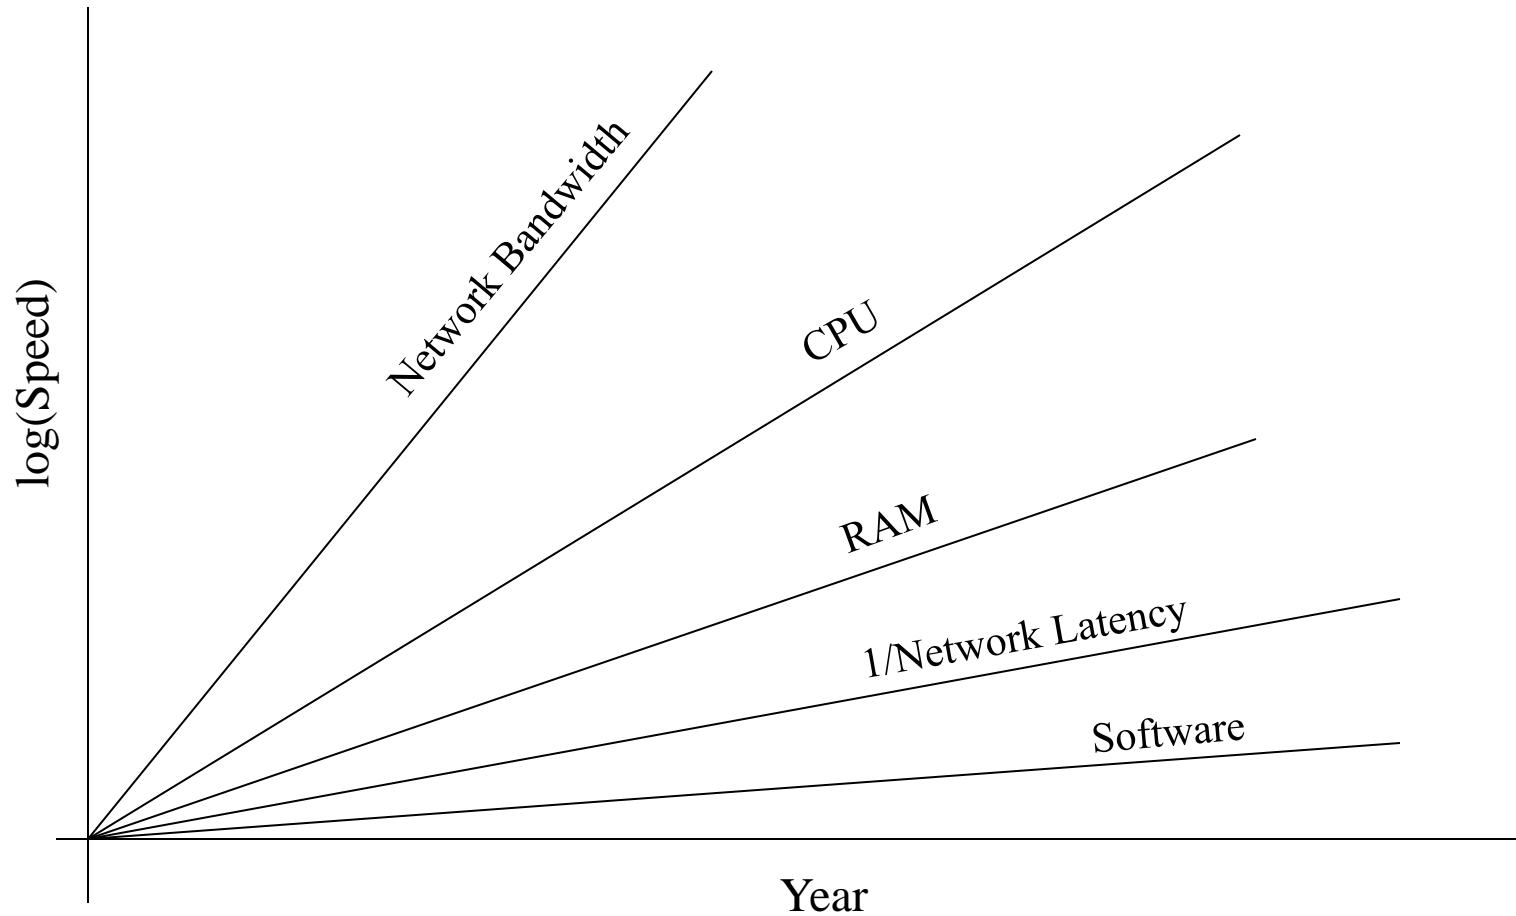 Network Bandwidth
CPU
log(Speed)
RAM
1/Network Latency
Software
Year